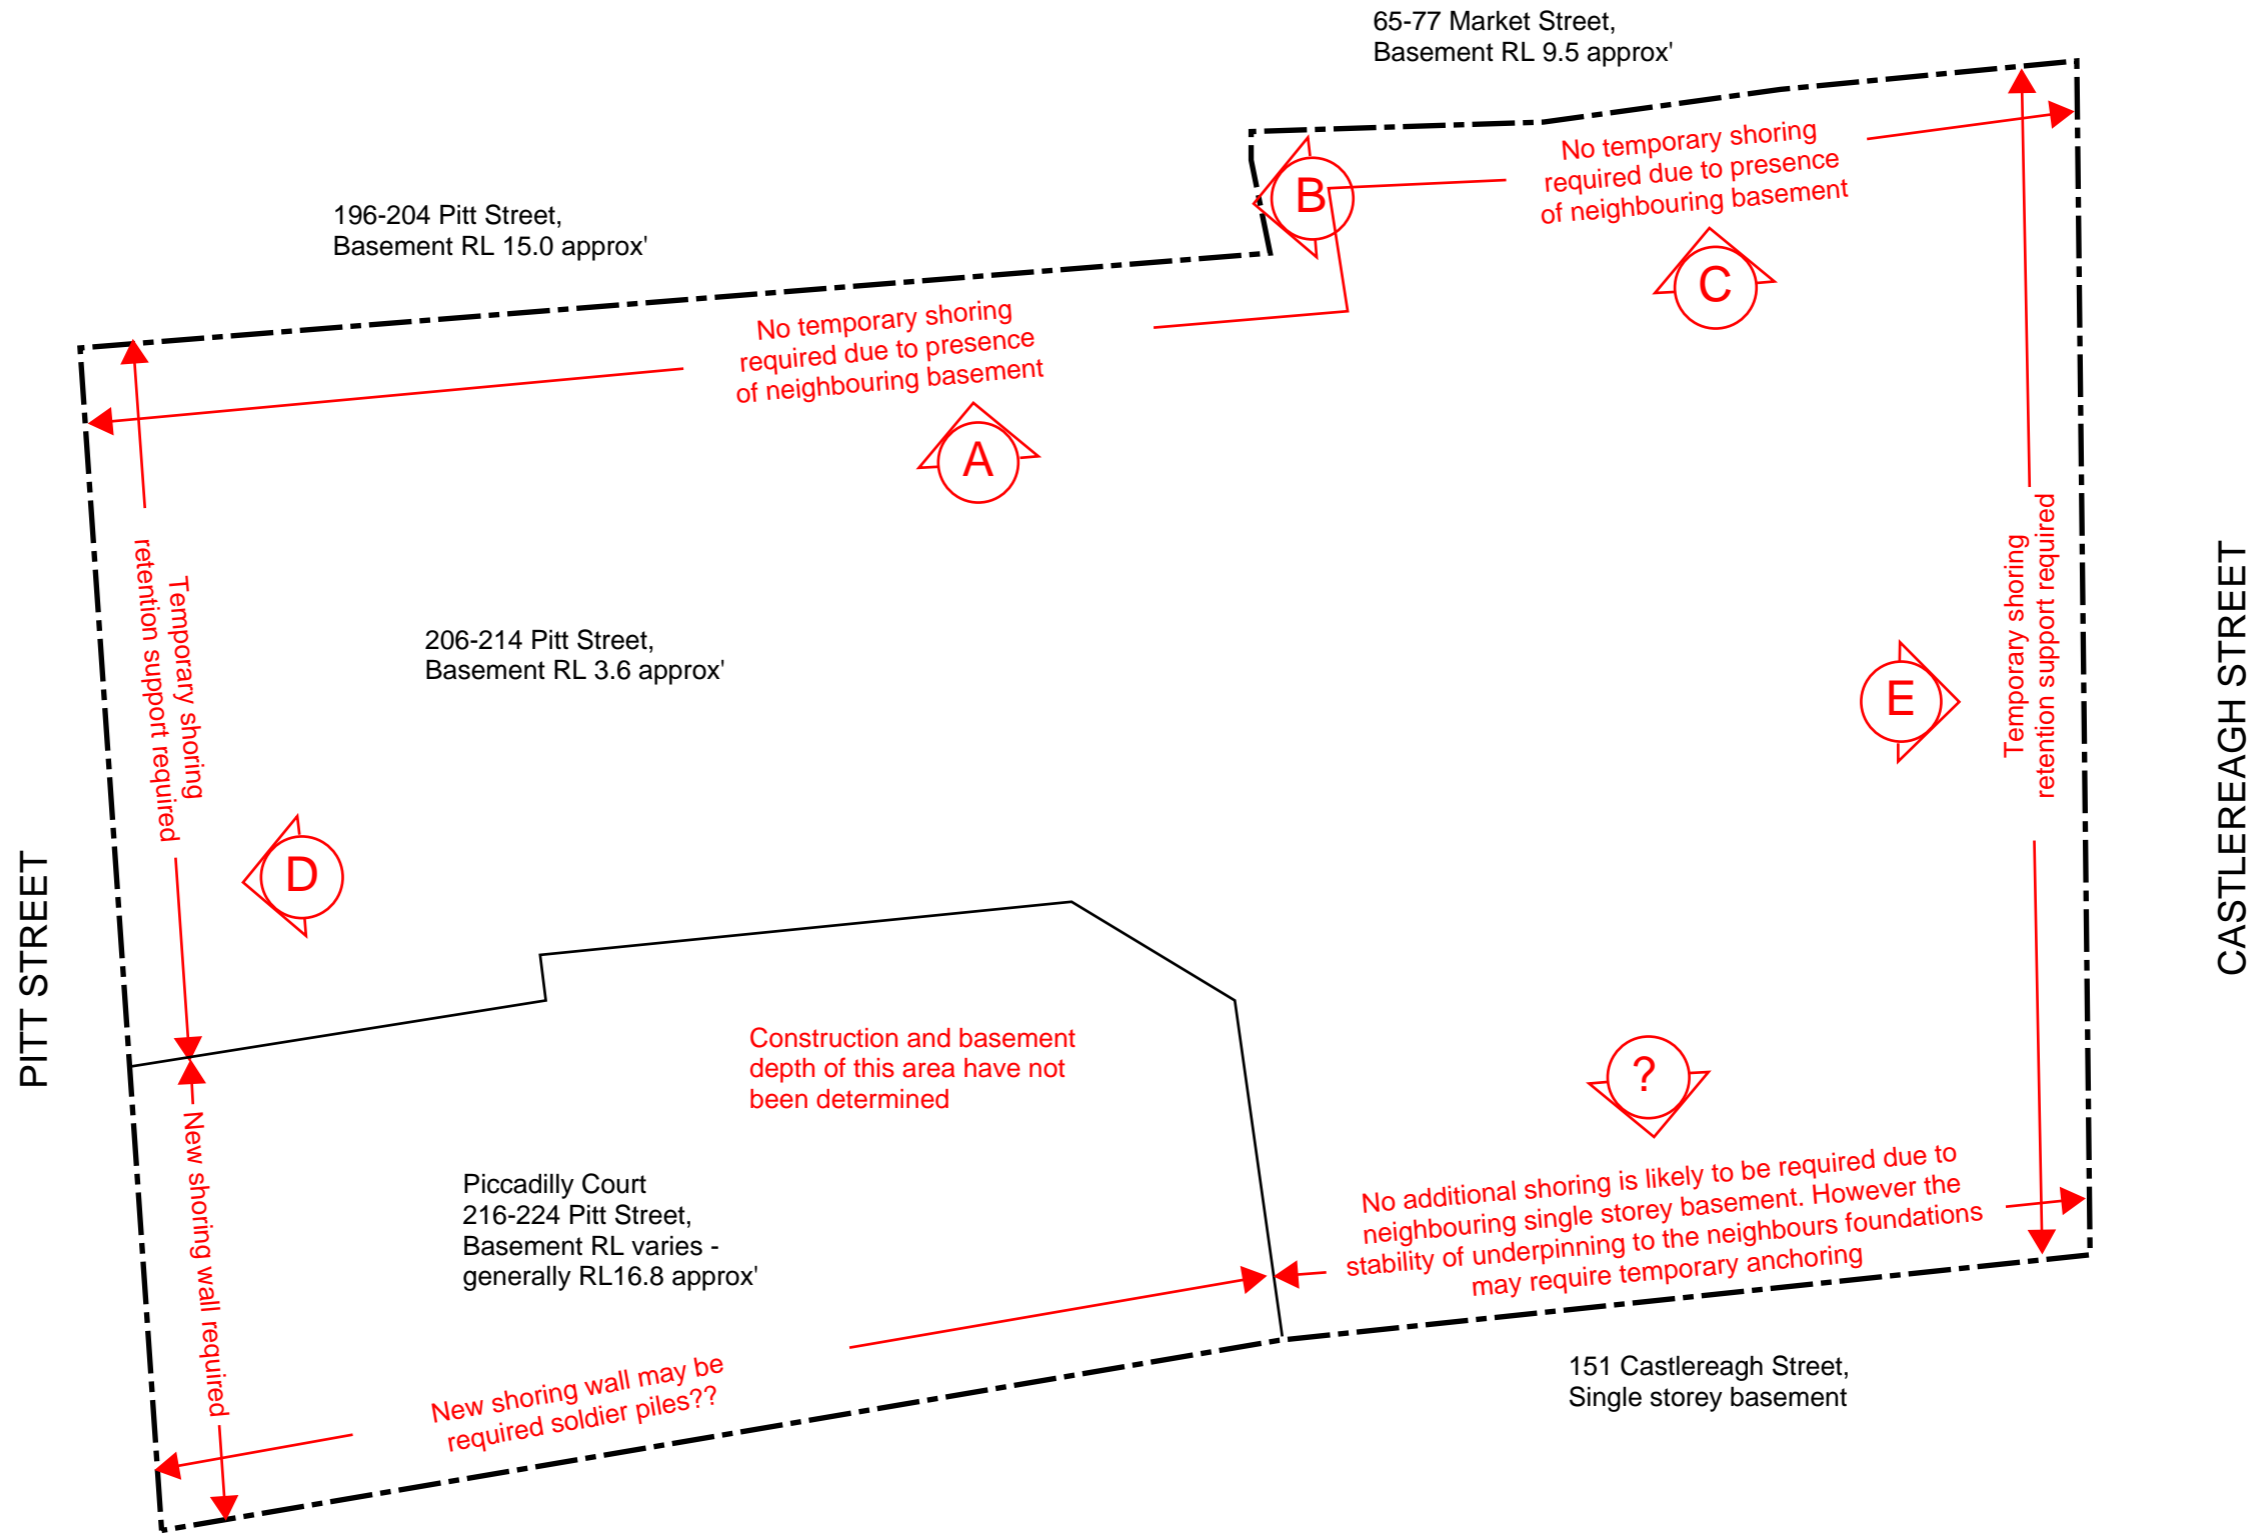 65-77 Market Street,
Basement RL 9.5 approx'
No temporary shoring
required due to presence
of neighbouring basement
B
196-204 Pitt Street,
Basement RL 15.0 approx'
C
No temporary shoring
required due to presence
of neighbouring basement
A
Temporary shoring
retention support required
206-214 Pitt Street,
Basement RL 3.6 approx'
Temporary shoring
retention support required
E
CASTLEREAGH STREET
D
PITT STREET
Construction and basement
depth of this area have not
been determined
?
New shoring wall required
Piccadilly Court
216-224 Pitt Street,
Basement RL varies -
generally RL16.8 approx'
No additional shoring is likely to be required due to
neighbouring single storey basement. However the
stability of underpinning to the neighbours foundations
may require temporary anchoring
New shoring wall may be
required soldier piles??
151 Castlereagh Street,
Single storey basement